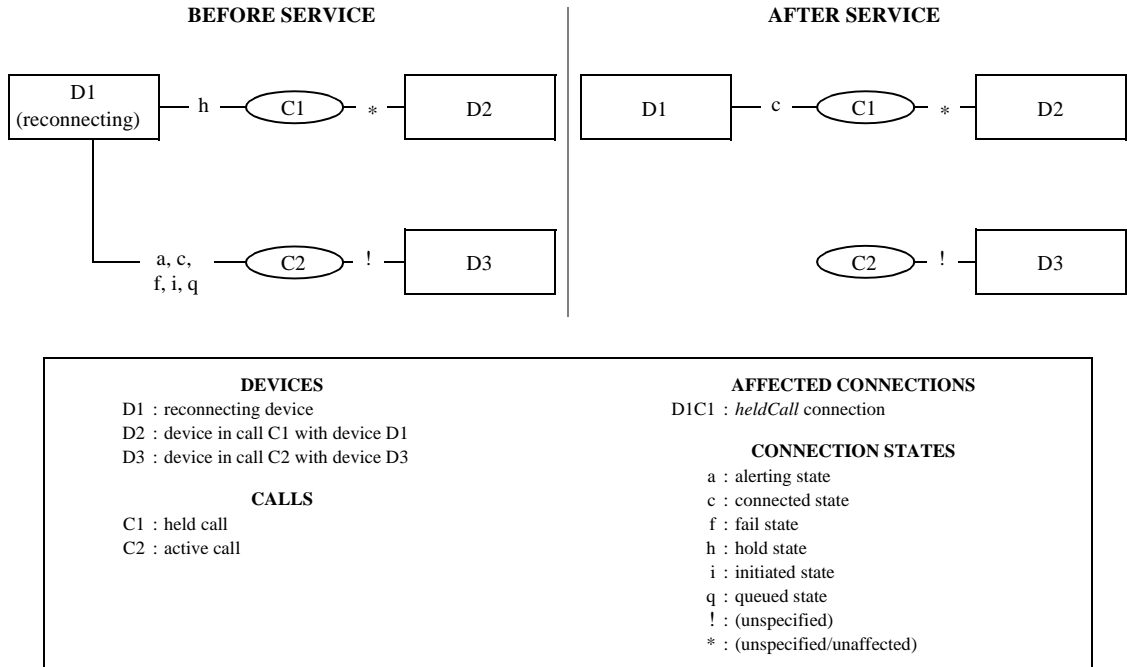 BEFORE SERVICE
AFTER SERVICE
D1
(reconnecting)
h
C1
*
D2
D1
c
C1
*
D2
a, c,
f, i, q
C2
!
D3
C2
!
D3
DEVICES
D1 : reconnecting device
D2 : device in call C1 with device D1
D3 : device in call C2 with device D3
CALLS
C1 : held call
C2 : active call
AFFECTED CONNECTIONS
D1C1 : heldCall connection
CONNECTION STATES
a : alerting state
c : connected state
f : fail state
h : hold state
i : initiated state
q : queued state
! : (unspecified)
* : (unspecified/unaffected)